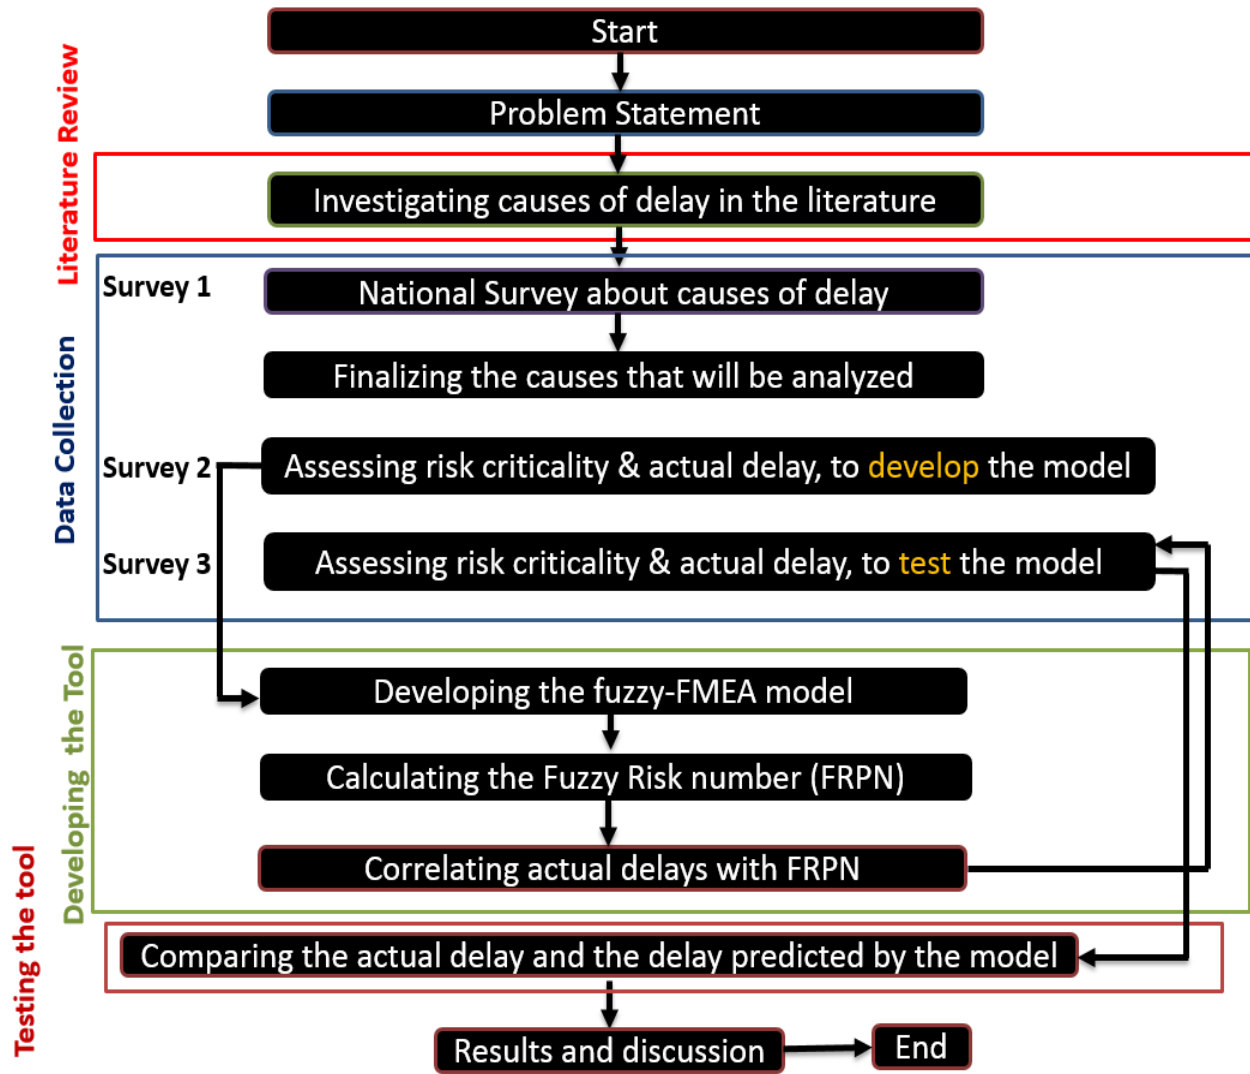 Start
Problem Statement
Literature Review
Investigating causes of delay in the literature
Data Collection
Survey 1
National Survey about causes of delay
Finalizing the causes that will be analyzed
Survey 2
Assessing risk criticality & actual delay, to develop the model
Survey 3
Assessing risk criticality & actual delay, to test the model
Developing the Tool
Developing the fuzzy-FMEA model
Calculating the Fuzzy Risk number (FRPN)
Correlating actual delays with FRPN
Testing the tool
Comparing the actual delay and the delay predicted by the model
Results and discussion
End